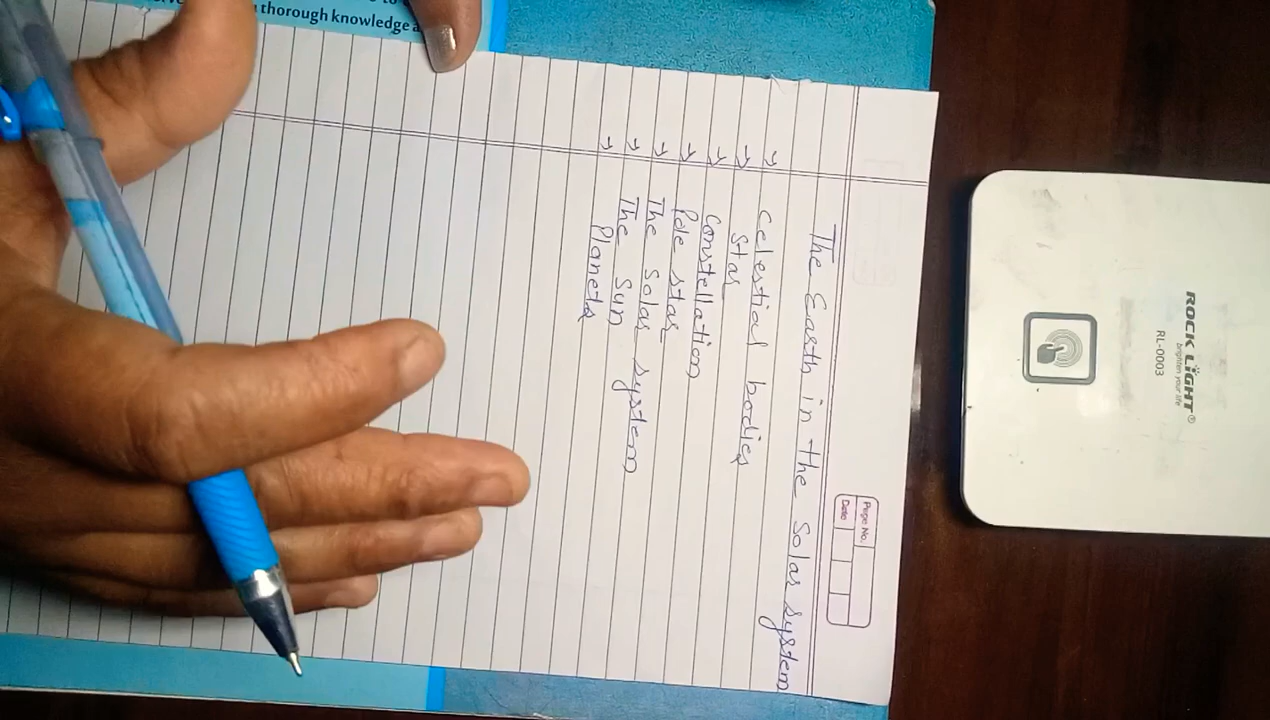 thorough knowledge a
Page No.
Date
The Earth in the Solar system
→ Celestial bodies
→ Star
→ Constellation
→ Pole star
→ The Solar system
→ The Sun
→ Planets
ROCK LIGHT®
brighten your life
RL-0003